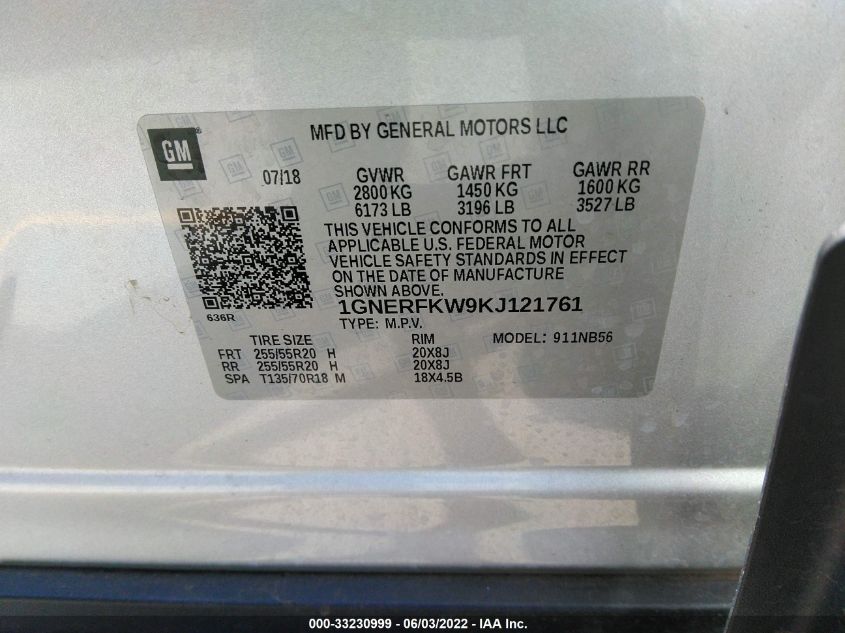 GM
MFD BY GENERAL MOTORS LLC
07/18 GVWR GAWR FRT GAWR RR
2800 KG 1450 KG 1600 KG
6173 LB 3196 LB 3527 LB
THIS VEHICLE CONFORMS TO ALL
APPLICABLE U.S. FEDERAL MOTOR
VEHICLE SAFETY STANDARDS IN EFFECT
ON THE DATE OF MANUFACTURE
SHOWN ABOVE.
636R
1GNERFKW9KJ121761
TYPE: M.P.V.
TIRE SIZE RIM MODEL: 911NB56
FRT 255/55R20 H 20X8J
RR 255/55R20 H 20X8J
SPA T135/70R18 M 18X4.5B
000-33230999 - 06/03/2022 - IAA Inc.